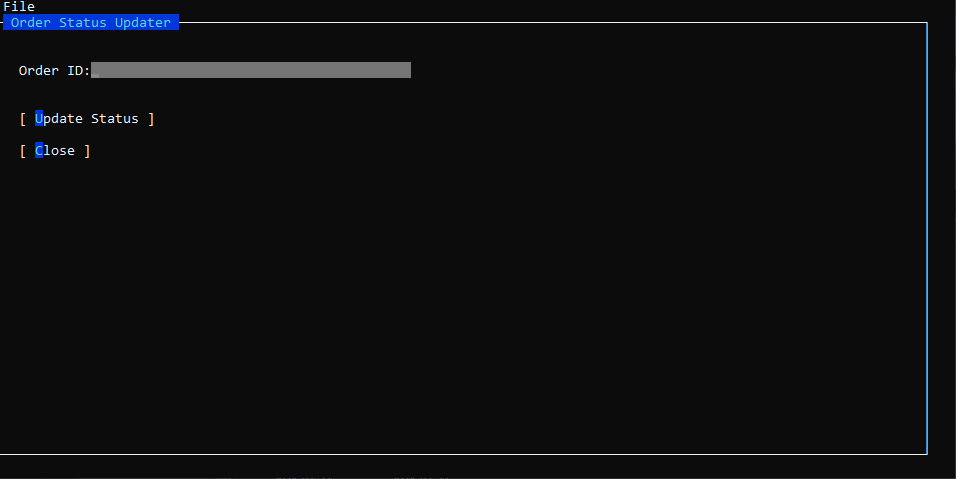 File
Order Status Updater
Order ID:
[ Update Status ]
[ Close ]